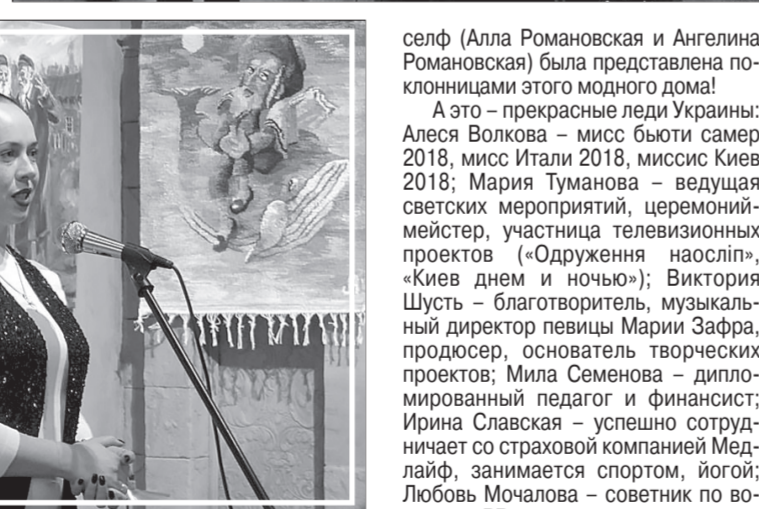 селф (Алла Романовская и Ангелина
Романовская) была представлена по-
клонницами этого модного дома!
А это – прекрасные леди Украины:
Алеся Волкова – мисс бьюти самер
2018, мисс Итали 2018, миссис Киев
2018; Мария Туманова – ведущая
светских мероприятий, церемоний-
мейстер, участница телевизионных
проектов («Одруження наосліп»,
«Киев днем и ночью»); Виктория
Шусть – благотворитель, музыкаль-
ный директор певицы Марии Зафра,
продюсер, основатель творческих
проектов; Мила Семенова – дипло-
мированный педагог и финансист;
Ирина Славская – успешно сотруд-
ничает со страховой компанией Мед-
лайф, занимается спортом, йогой;
Любовь Мочалова – советник по во-